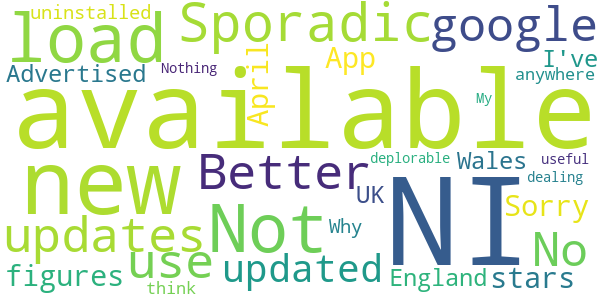 uninstalled
load Sporadic google
Advertised Nothing April App I've
anywhere
available
My
new Better deplorable Wales useful
dealing
NI UK
updates Not Why Sorry
use updated No
figures England stars
think